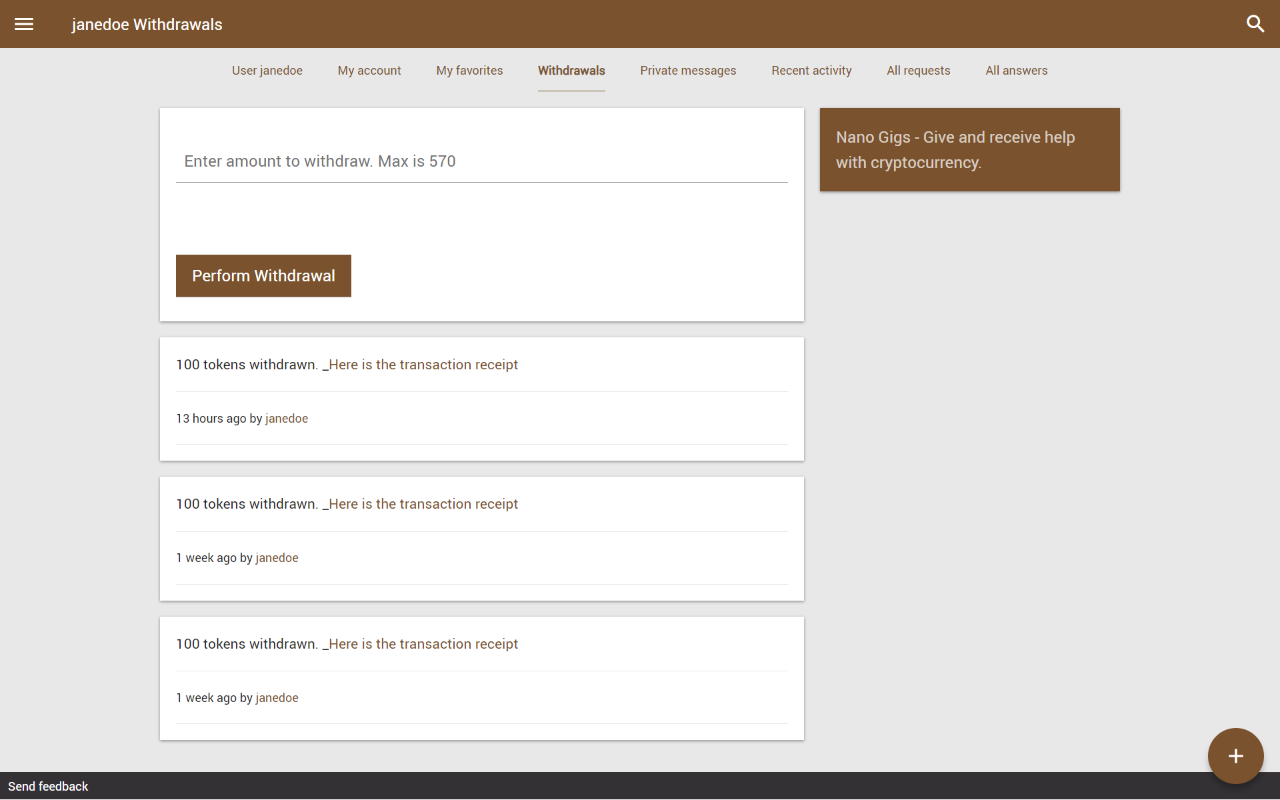 janedoe Withdrawals
User janedoe
My account
My favorites
Withdrawals
Private messages
Recent activity
All requests
All answers
Enter amount to withdraw. Max is 570
Perform Withdrawal
100 tokens withdrawn. _Here is the transaction receipt
13 hours ago by janedoe
100 tokens withdrawn. _Here is the transaction receipt
1 week ago by janedoe
100 tokens withdrawn. _Here is the transaction receipt
1 week ago by janedoe
Nano Gigs - Give and receive help
with cryptocurrency.
Send feedback